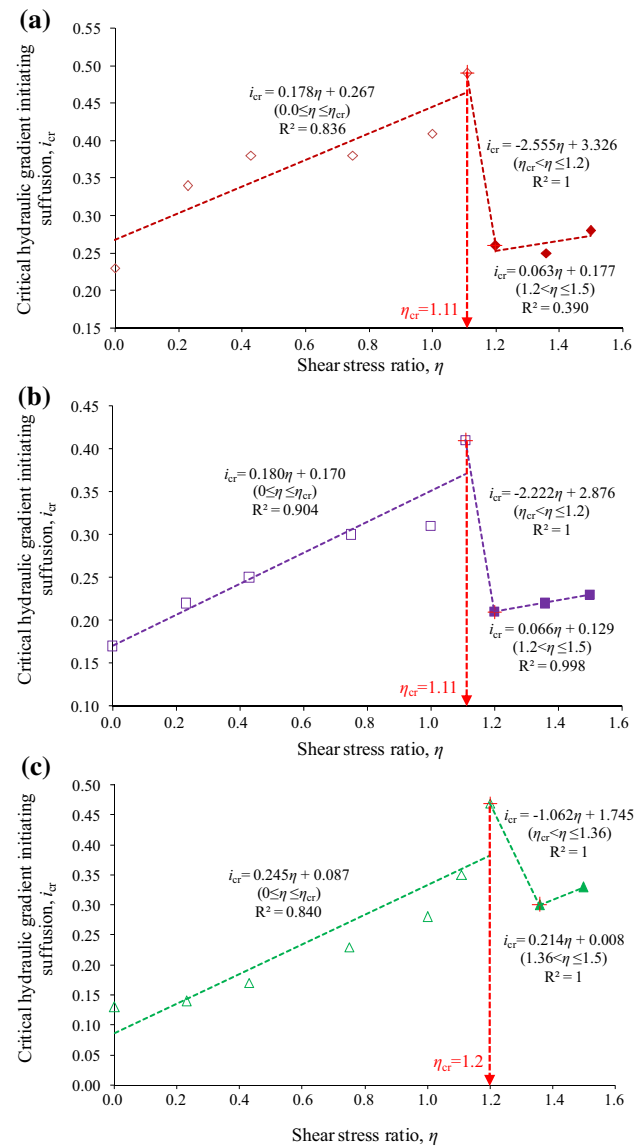 (a)
Critical hydraulic gradient initiating
suffusion, icr
0.55
0.50
0.45
0.40
0.35
0.30
0.25
0.20
0.15
icr = 0.178η + 0.267
(0.0≤η ≤ηcr)
R² = 0.836
icr = -2.555η + 3.326
(ηcr<η ≤1.2)
R² = 1
icr = 0.063η + 0.177
(1.2<η ≤1.5)
R² = 0.390
ηcr=1.11
0.0 0.2 0.4 0.6 0.8 1.0 1.2 1.4 1.6
Shear stress ratio, η
(b)
Critical hydraulic gradient initiating
suffusion, icr
0.45
0.40
0.35
0.30
0.25
0.20
0.15
0.10
icr= 0.180η + 0.170
(0≤η ≤ηcr)
R² = 0.904
icr= -2.222η + 2.876
(ηcr<η ≤1.2)
R² = 1
icr= 0.066η + 0.129
(1.2<η ≤1.5)
R² = 0.998
ηcr=1.11
0.0 0.2 0.4 0.6 0.8 1.0 1.2 1.4 1.6
Shear stress ratio, η
(c)
Critical hydraulic gradient initiating
suffusion, icr
0.50
0.45
0.40
0.35
0.30
0.25
0.20
0.15
0.10
0.05
0.00
icr= 0.245η + 0.087
(0≤η ≤ηcr)
R² = 0.840
icr= -1.062η + 1.745
(ηcr<η ≤1.36)
R² = 1
icr= 0.214η + 0.008
(1.36<η ≤1.5)
R² = 1
ηcr=1.2
0.0 0.2 0.4 0.6 0.8 1.0 1.2 1.4 1.6
Shear stress ratio, η